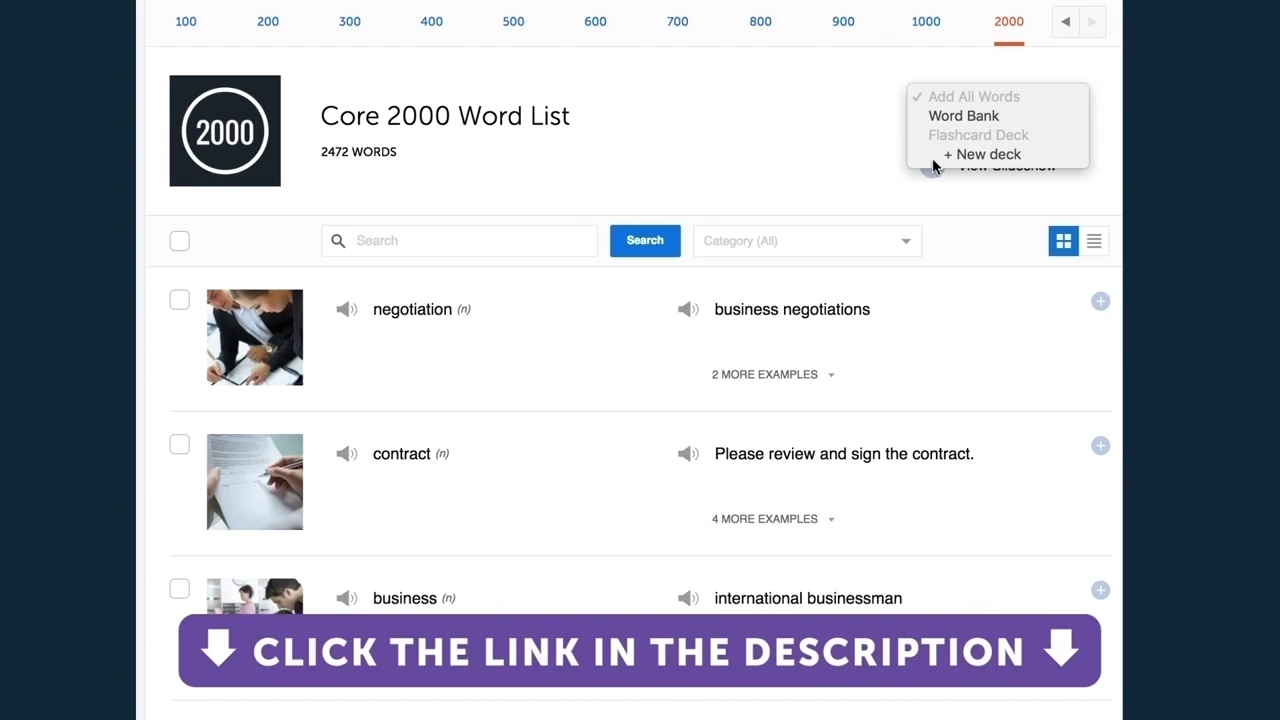 100 200 300 400 500 600 700 800 900 1000 2000
2000
Core 2000 Word List
2472 WORDS
✓ Add All Words
Word Bank
Flashcard Deck
+ New deck
View Slideshow
Search
Search
Category (All)
negotiation (n)
business negotiations
2 MORE EXAMPLES
contract (n)
Please review and sign the contract.
4 MORE EXAMPLES
business (n)
international businessman
CLICK THE LINK IN THE DESCRIPTION